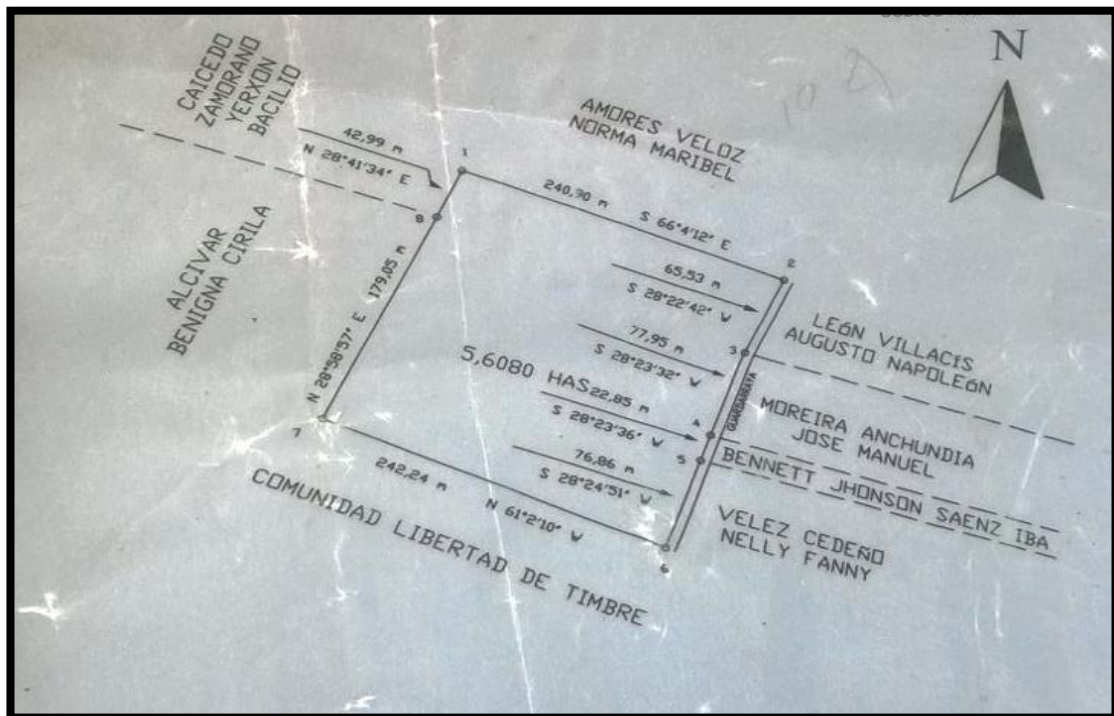 N
CAICEDO
ZAMORANO
YERXON
BACILIO
AMORES VELOZ
NORMA MARIBEL
42,99 m
N 28°41'34" E
1
240,90 m S 66°4'12" E
2
8
ALCIVAR
BENIGNA CIRILA
N 28°58'57" E 179,05 m
65,53 m
S 28°22'42" W
77,95 m
S 28°23'32" W
3
LEÓN VILLACIS
AUGUSTO NAPOLEÓN
5,6080 HAS
22,85 m
S 28°23'36" W
4
GUARDARRAYA
MOREIRA ANCHUNDIA
JOSE MANUEL
5
BENNETT JHONSON SAENZ IBA
76,86 m
S 28°24'51" W
7
242,24 m N 61°2'10" W
6
VELEZ CEDEÑO
NELLY FANNY
COMUNIDAD LIBERTAD DE TIMBRE